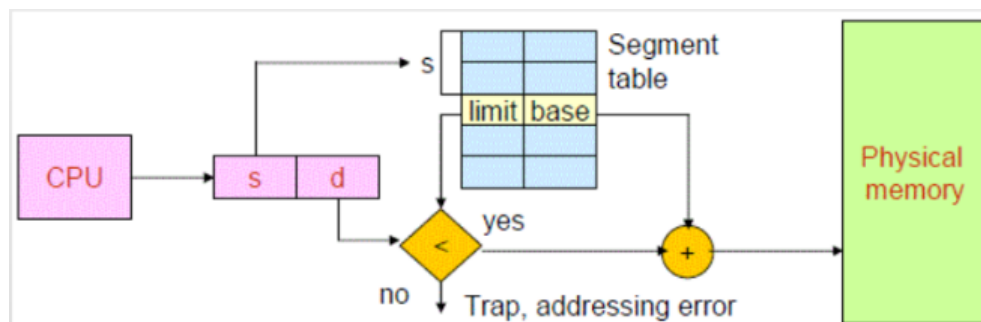 Segment
table
s
limit base
CPU
s d
Physical
memory
<
yes
+
no
Trap, addressing error